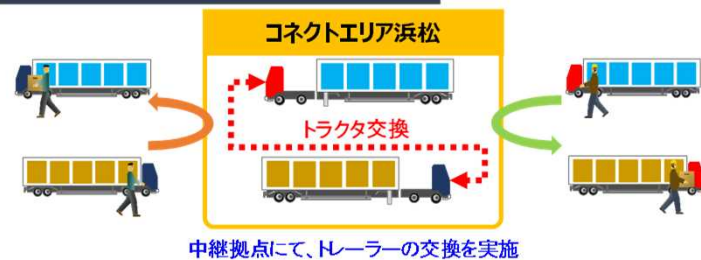 コネクトエリア浜松
トラクタ交換
中継拠点にて、トレーラーの交換を実施